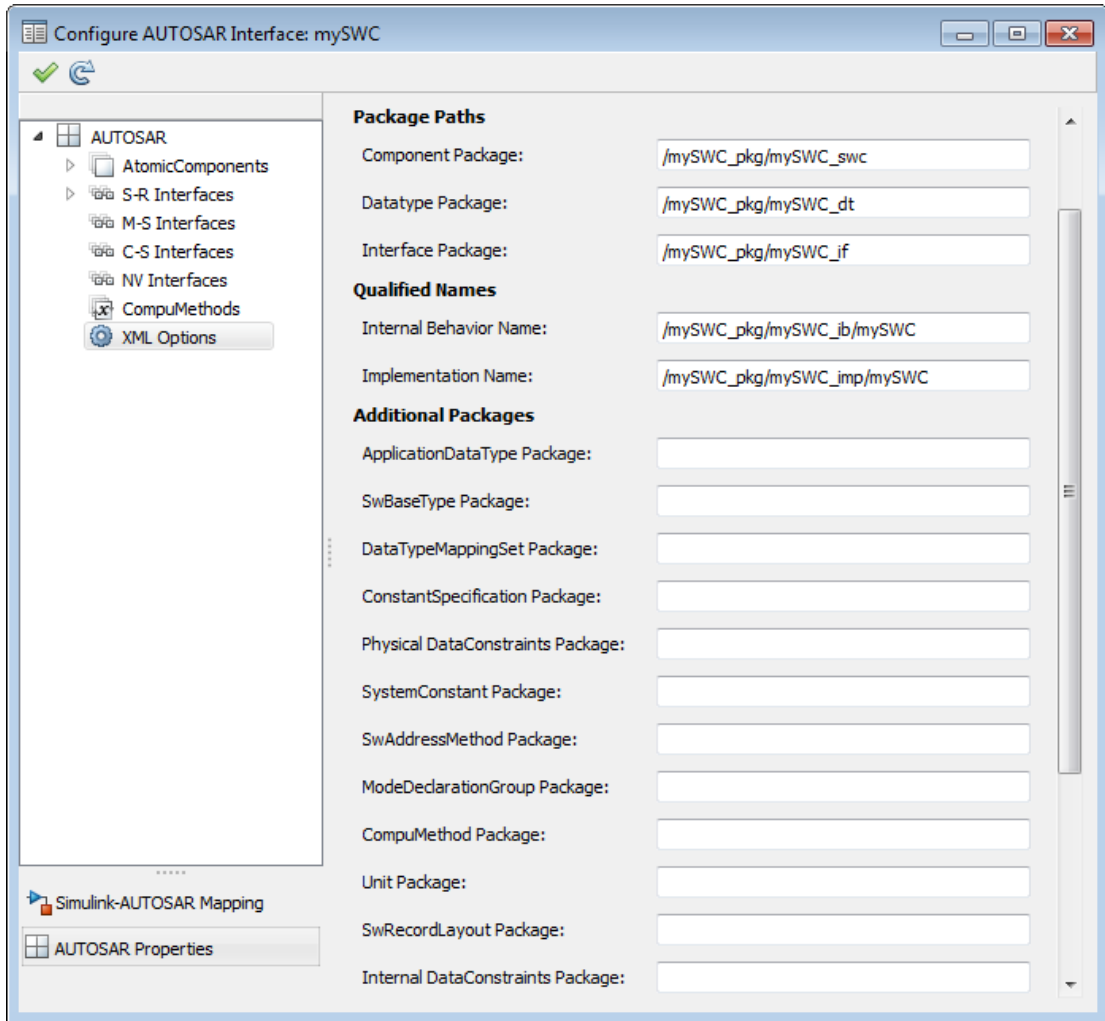 Configure AUTOSAR Interface: mySWC
AUTOSAR
AtomicComponents
S-R Interfaces
M-S Interfaces
C-S Interfaces
NV Interfaces
CompuMethods
XML Options
Simulink-AUTOSAR Mapping
AUTOSAR Properties
Package Paths
Component Package: /mySWC_pkg/mySWC_swc
Datatype Package: /mySWC_pkg/mySWC_dt
Interface Package: /mySWC_pkg/mySWC_if
Qualified Names
Internal Behavior Name: /mySWC_pkg/mySWC_ib/mySWC
Implementation Name: /mySWC_pkg/mySWC_imp/mySWC
Additional Packages
ApplicationDataType Package:
SwBaseType Package:
DataTypeMappingSet Package:
ConstantSpecification Package:
Physical DataConstraints Package:
SystemConstant Package:
SwAddressMethod Package:
ModeDeclarationGroup Package:
CompuMethod Package:
Unit Package:
SwRecordLayout Package:
Internal DataConstraints Package: